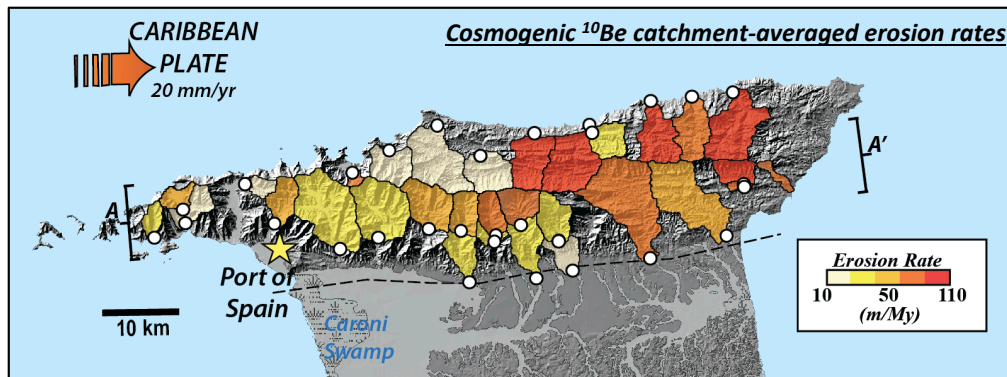 CARIBBEAN
PLATE
20 mm/yr
Cosmogenic ¹⁰Be catchment-averaged erosion rates
A
A'
Port of
Spain
10 km
Caroni
Swamp
Erosion Rate
10 50 110
(m/My)